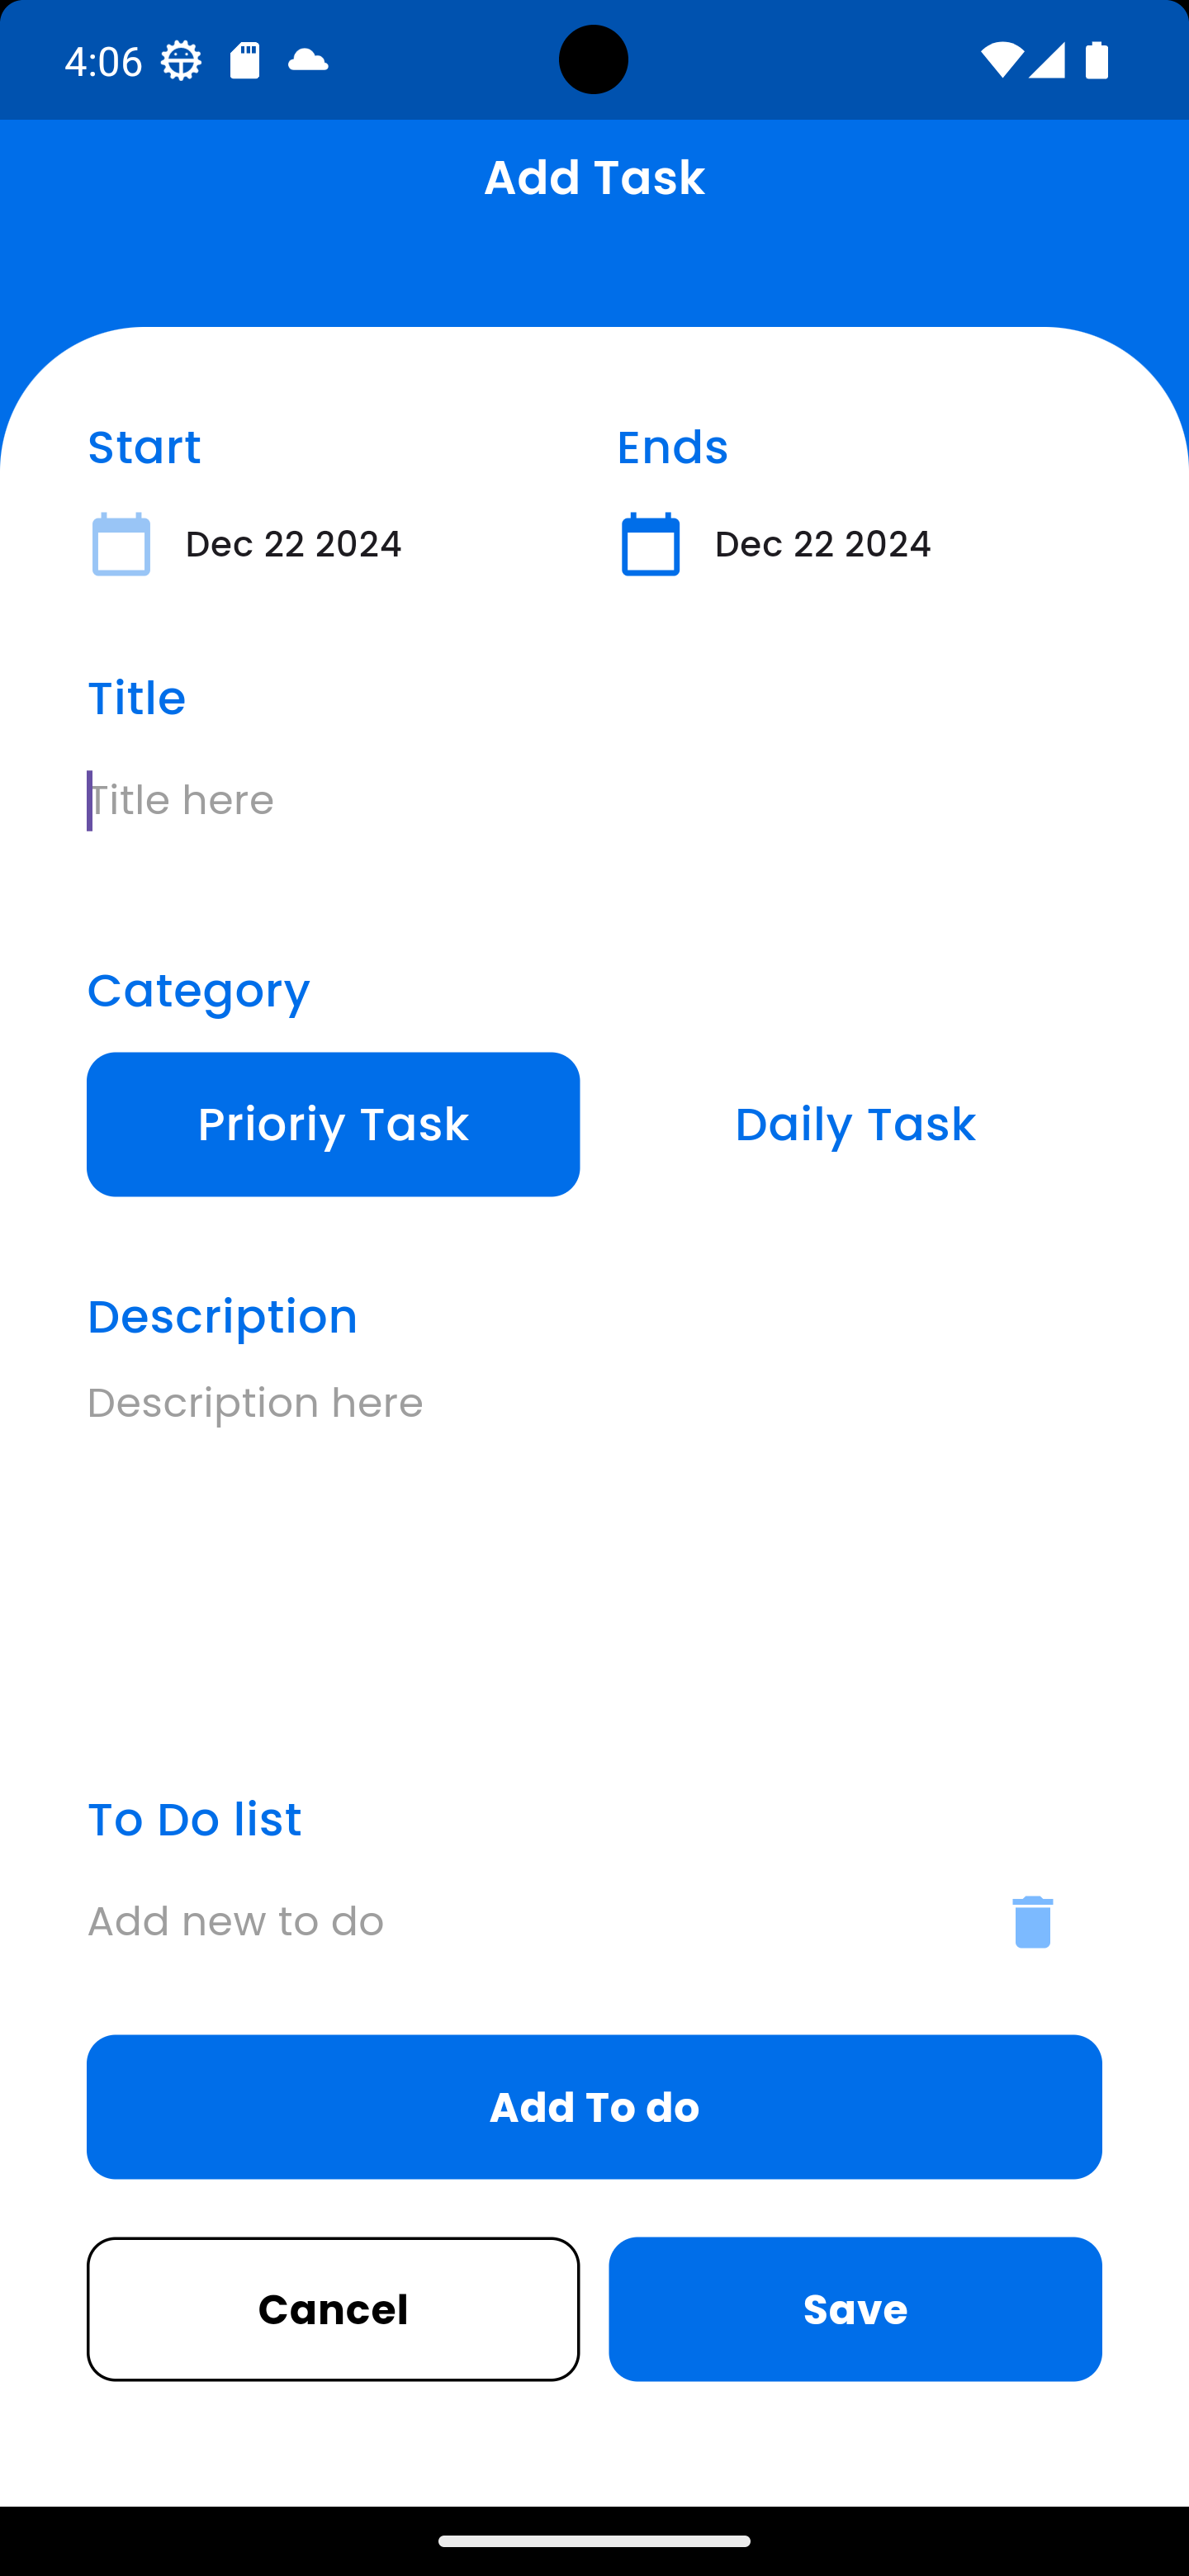 4:06
Add Task
Start Ends
Dec 22 2024 Dec 22 2024
Title
Title here
Category
Prioriy Task Daily Task
Description
Description here
To Do list
Add new to do
Add To do
Cancel Save